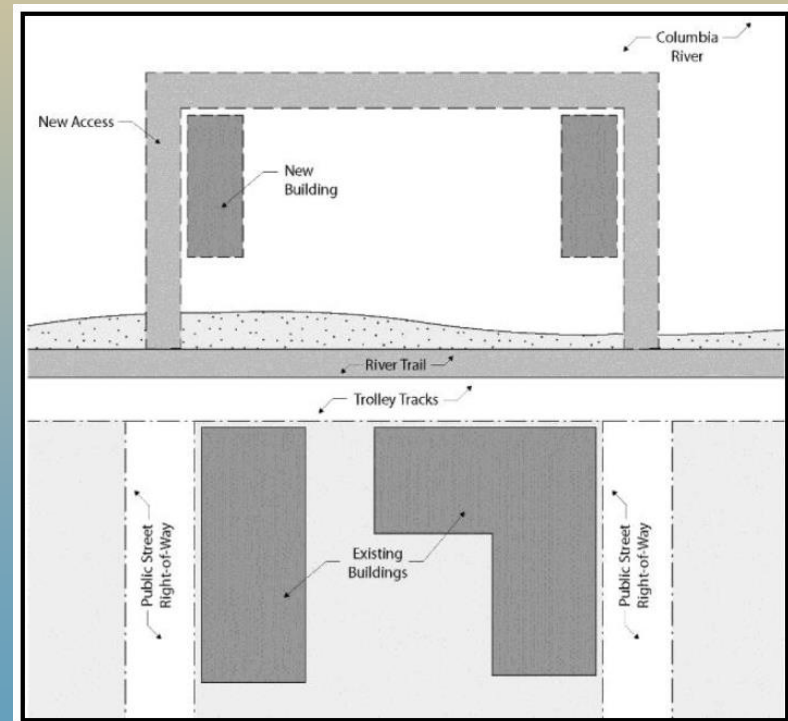 Columbia
River
New Access
New
Building
River Trail
Trolley Tracks
Public Street
Right-of-Way
Existing
Buildings
Public Street
Right-of-Way